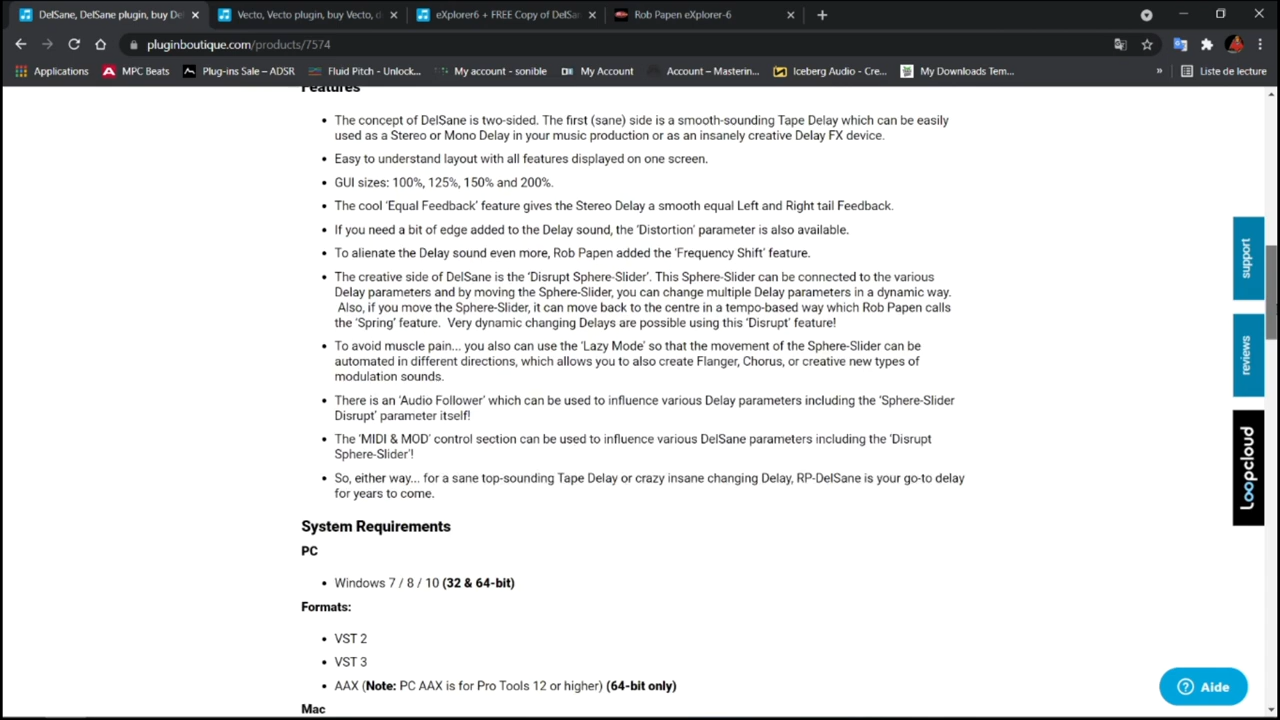 DelSane, DelSane plugin, buy De
Vecto, Vecto plugin, buy Vecto, d
eXplorer6 + FREE Copy of DelSan
Rob Papen eXplorer-6
pluginboutique.com/products/7574
Applications
MPC Beats
Plug-ins Sale – ADSR
Fluid Pitch - Unlock...
My account - sonible
My Account
Account – Masterin...
Iceberg Audio - Cre...
My Downloads Tem...
»
Liste de lecture
Features
• The concept of DelSane is two-sided. The first (sane) side is a smooth-sounding Tape Delay which can be easily
used as a Stereo or Mono Delay in your music production or as an insanely creative Delay FX device.
• Easy to understand layout with all features displayed on one screen.
• GUI sizes: 100%, 125%, 150% and 200%.
• The cool ‘Equal Feedback’ feature gives the Stereo Delay a smooth equal Left and Right tail Feedback.
• If you need a bit of edge added to the Delay sound, the ‘Distortion’ parameter is also available.
• To alienate the Delay sound even more, Rob Papen added the ‘Frequency Shift’ feature.
• The creative side of DelSane is the ‘Disrupt Sphere-Slider’. This Sphere-Slider can be connected to the various
Delay parameters and by moving the Sphere-Slider, you can change multiple Delay parameters in a dynamic way.
Also, if you move the Sphere-Slider, it can move back to the centre in a tempo-based way which Rob Papen calls
the ‘Spring’ feature. Very dynamic changing Delays are possible using this ‘Disrupt’ feature!
• To avoid muscle pain... you also can use the ‘Lazy Mode’ so that the movement of the Sphere-Slider can be
automated in different directions, which allows you to also create Flanger, Chorus, or creative new types of
modulation sounds.
• There is an ‘Audio Follower’ which can be used to influence various Delay parameters including the ‘Sphere-Slider
Disrupt’ parameter itself!
• The ‘MIDI & MOD’ control section can be used to influence various DelSane parameters including the ‘Disrupt
Sphere-Slider’!
• So, either way... for a sane top-sounding Tape Delay or crazy insane changing Delay, RP-DelSane is your go-to delay
for years to come.
System Requirements
PC
• Windows 7 / 8 / 10 (32 & 64-bit)
Formats:
• VST 2
• VST 3
• AAX (Note: PC AAX is for Pro Tools 12 or higher) (64-bit only)
Mac
support
reviews
Loopcloud
Aide